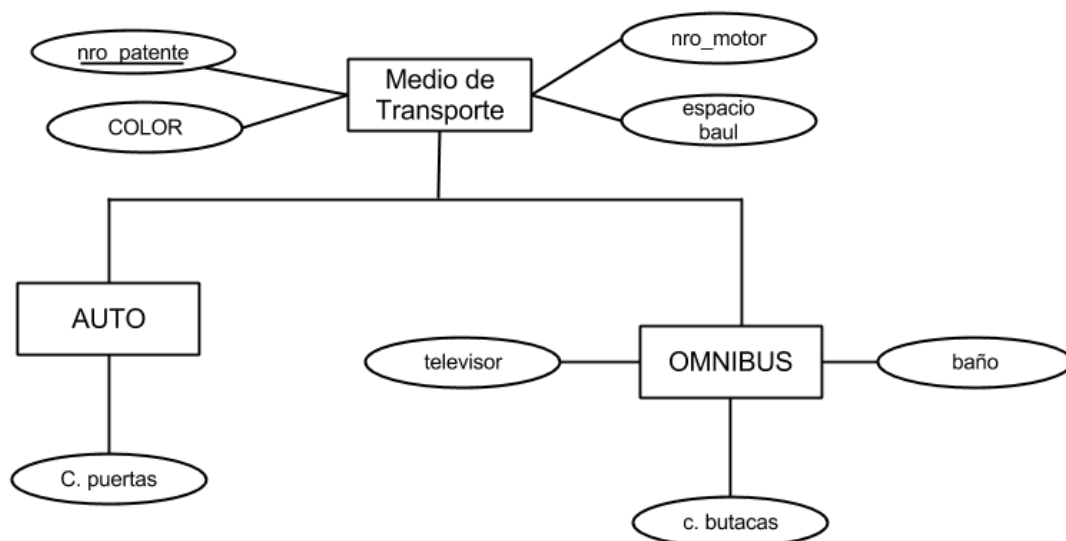 nro_patente
Medio de
Transporte
nro_motor
COLOR
espacio
baul
AUTO
televisor
OMNIBUS
baño
C. puertas
c. butacas